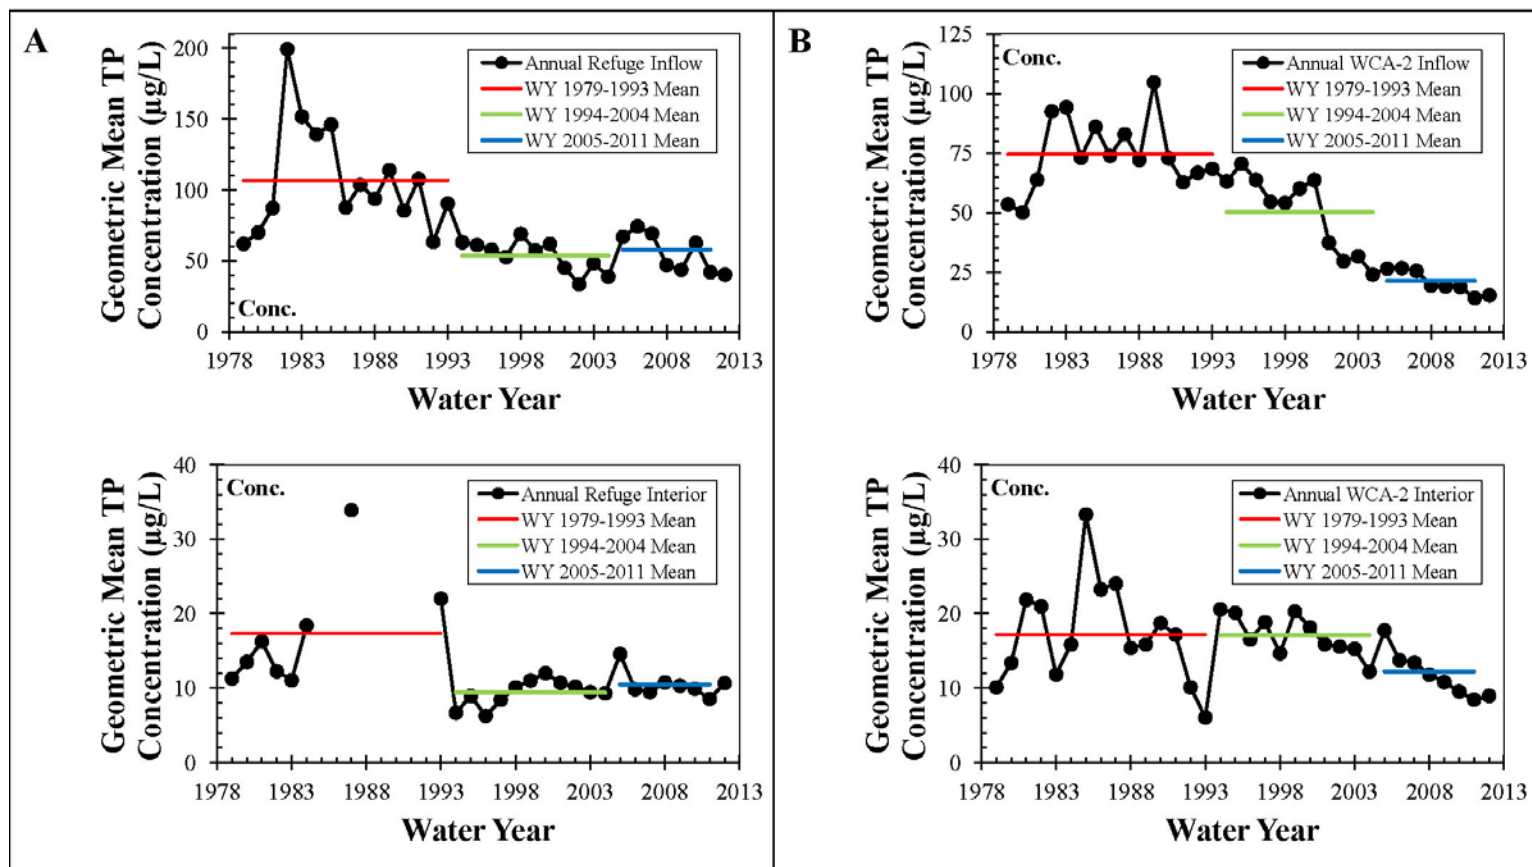 A
Geometric Mean TP
Concentration (µg/L)
200
150
100
50
0
Annual Refuge Inflow
WY 1979-1993 Mean
WY 1994-2004 Mean
WY 2005-2011 Mean
Conc.
1978 1983 1988 1993 1998 2003 2008 2013
Water Year
Geometric Mean TP
Concentration (µg/L)
40
30
20
10
0
Conc.
Annual Refuge Interior
WY 1979-1993 Mean
WY 1994-2004 Mean
WY 2005-2011 Mean
1978 1983 1988 1993 1998 2003 2008 2013
Water Year
B
Geometric Mean TP
Concentration (µg/L)
125
100
75
50
25
0
Conc.
Annual WCA-2 Inflow
WY 1979-1993 Mean
WY 1994-2004 Mean
WY 2005-2011 Mean
1978 1983 1988 1993 1998 2003 2008 2013
Water Year
Geometric Mean TP
Concentration (µg/L)
40
30
20
10
0
Conc.
Annual WCA-2 Interior
WY 1979-1993 Mean
WY 1994-2004 Mean
WY 2005-2011 Mean
1978 1983 1988 1993 1998 2003 2008 2013
Water Year